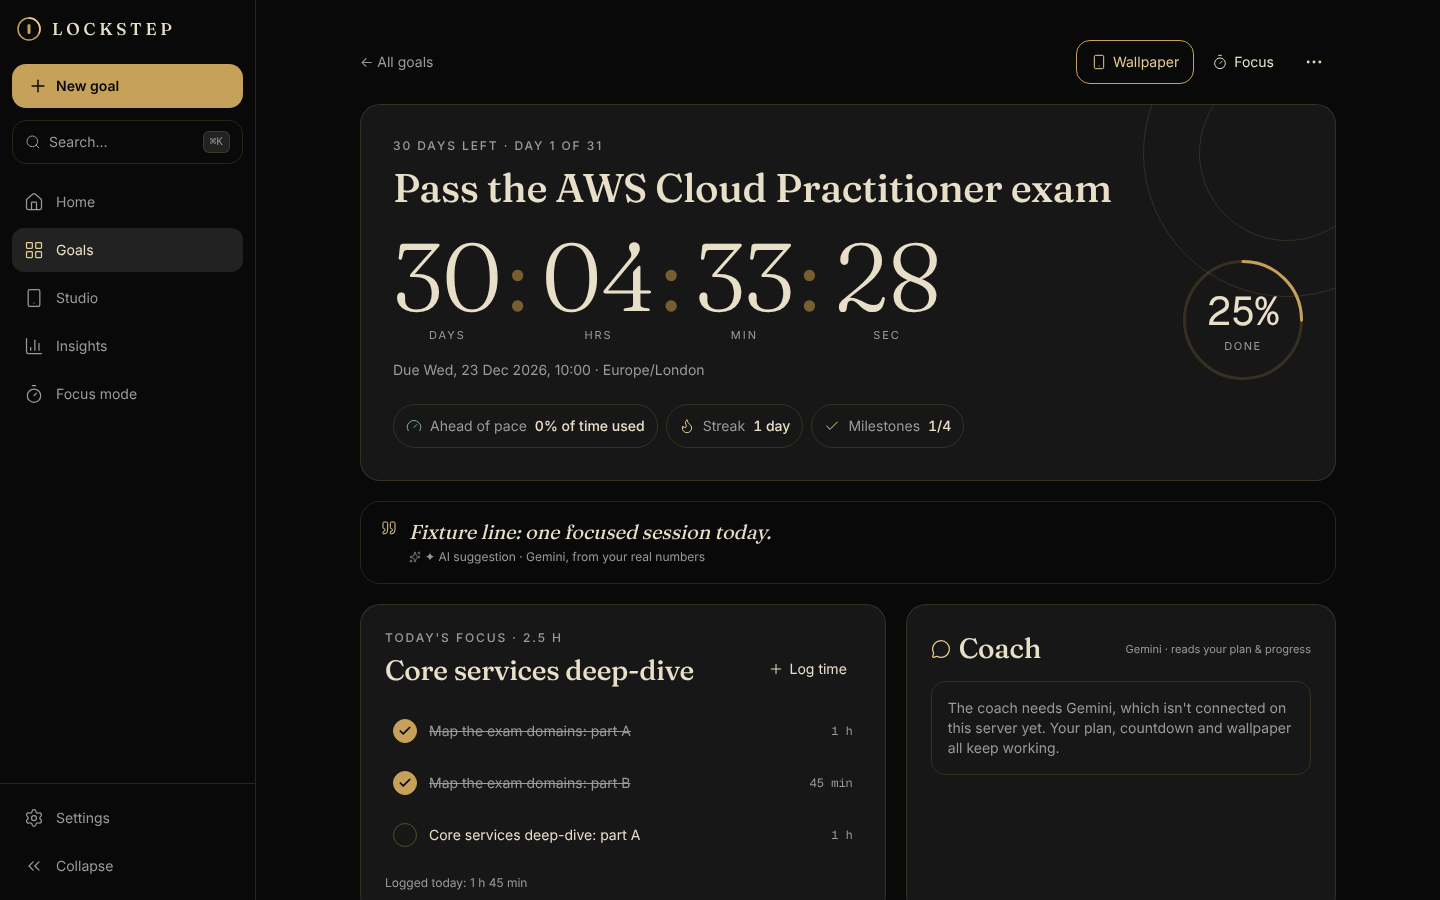 LOCKSTEP
New goal
Search... ⌘K
Home
Goals
Studio
Insights
Focus mode
Settings
Collapse
← All goals
Wallpaper
Focus
30 DAYS LEFT · DAY 1 OF 31
Pass the AWS Cloud Practitioner exam
30:04:33:28
DAYS HRS MIN SEC
25%
DONE
Due Wed, 23 Dec 2026, 10:00 · Europe/London
Ahead of pace 0% of time used
Streak 1 day
Milestones 1/4
Fixture line: one focused session today.
✦ AI suggestion · Gemini, from your real numbers
TODAY'S FOCUS · 2.5 H
Core services deep-dive
+ Log time
Map the exam domains: part A 1 h
Map the exam domains: part B 45 min
Core services deep-dive: part A 1 h
Logged today: 1 h 45 min
Coach
Gemini · reads your plan & progress
The coach needs Gemini, which isn't connected on
this server yet. Your plan, countdown and wallpaper
all keep working.